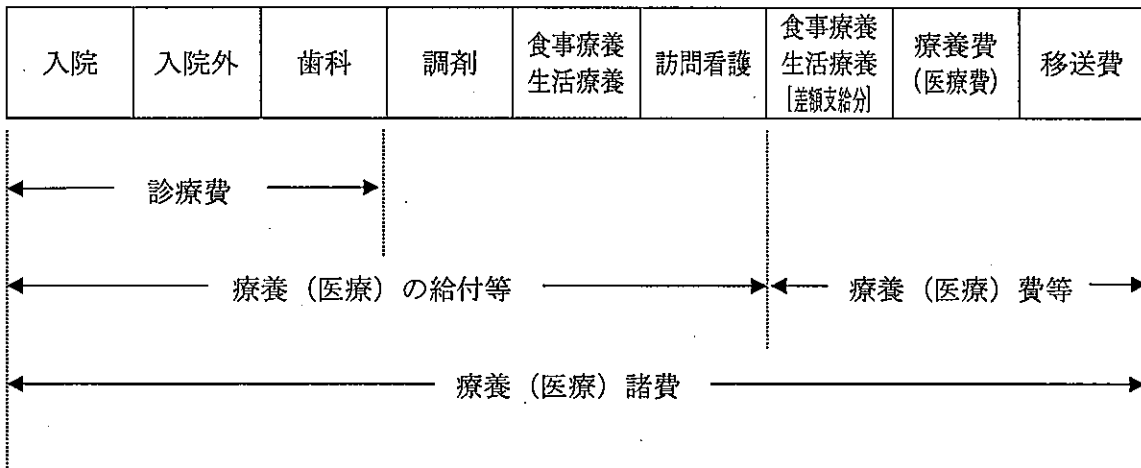 入院
入院外
歯科
調剤
食事療養
生活療養
訪問看護
食事療養
生活療養
[差額支給分]
療養費
(医療費)
移送費
診療費
療養（医療）の給付等
療養（医療）費等
療養（医療）諸費